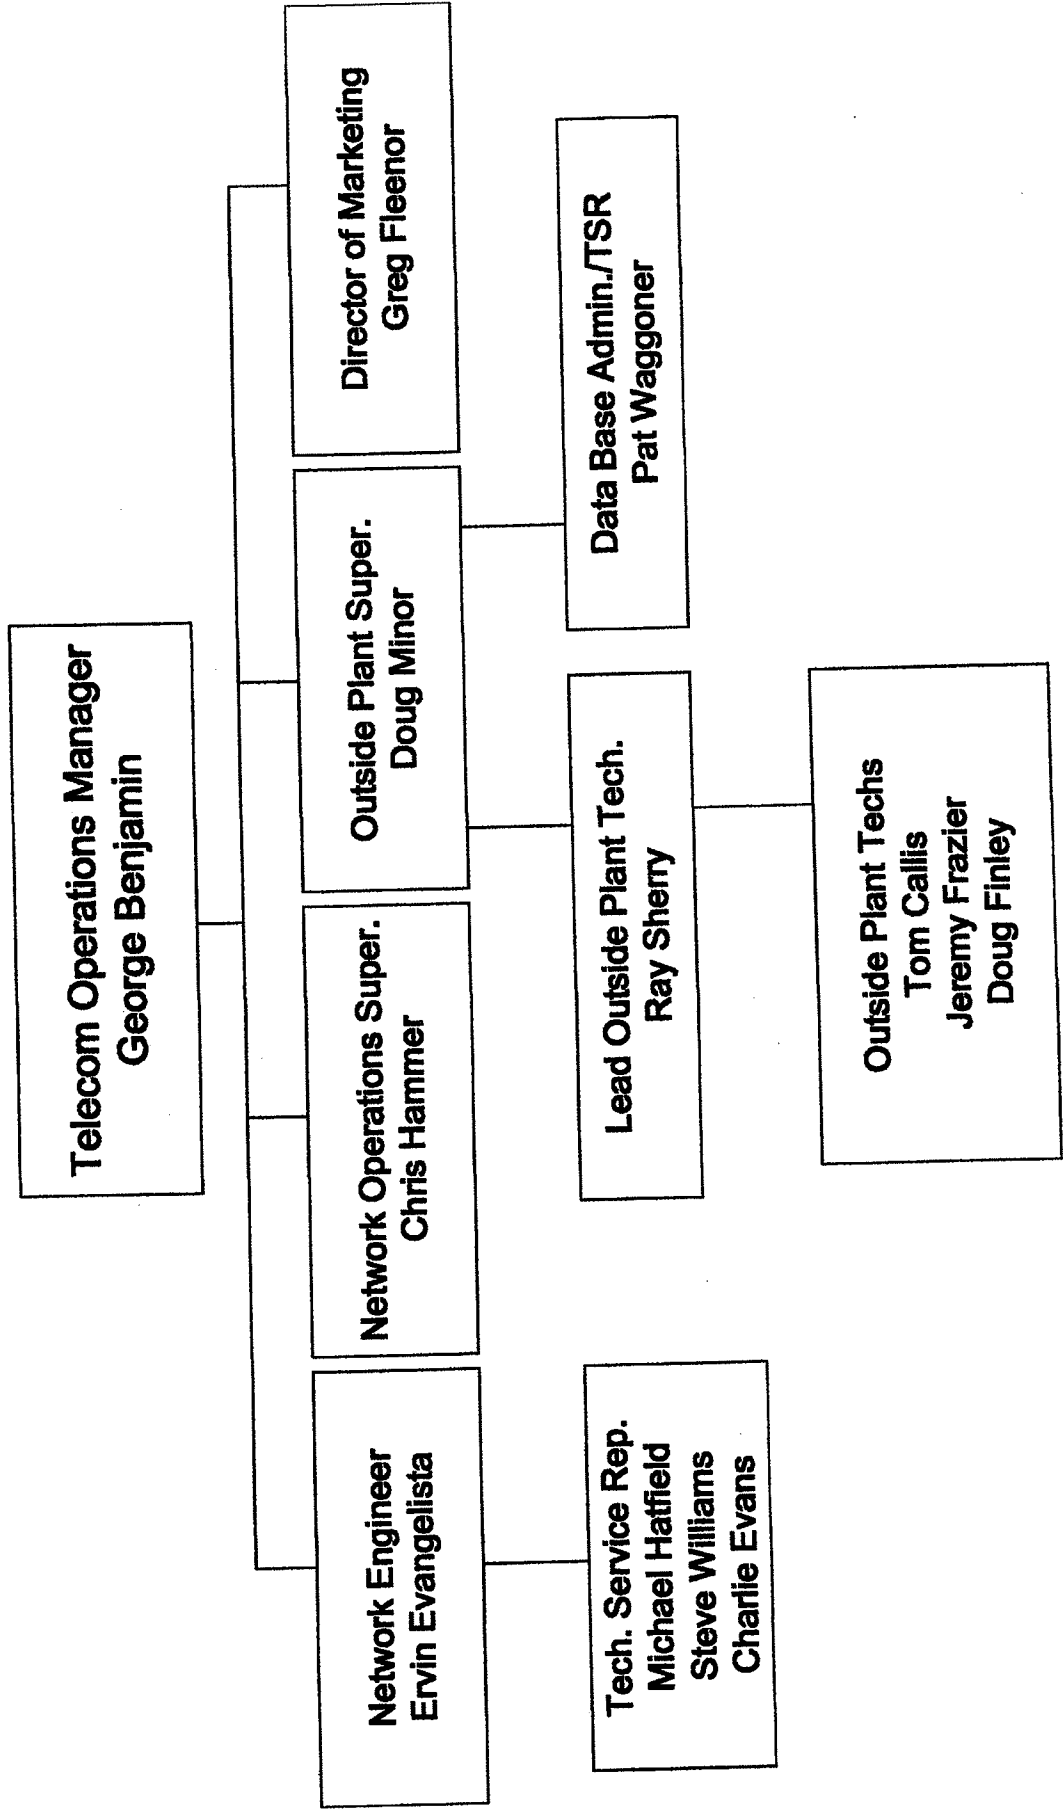 Telecom Operations Manager
George Benjamin
Network Engineer
Ervin Evangelista
Network Operations Super.
Chris Hammer
Outside Plant Super.
Doug Minor
Director of Marketing
Greg Fleenor
Tech. Service Rep.
Michael Hatfield
Steve Williams
Charlie Evans
Lead Outside Plant Tech.
Ray Sherry
Data Base Admin./TSR
Pat Waggoner
Outside Plant Techs
Tom Callis
Jeremy Frazier
Doug Finley